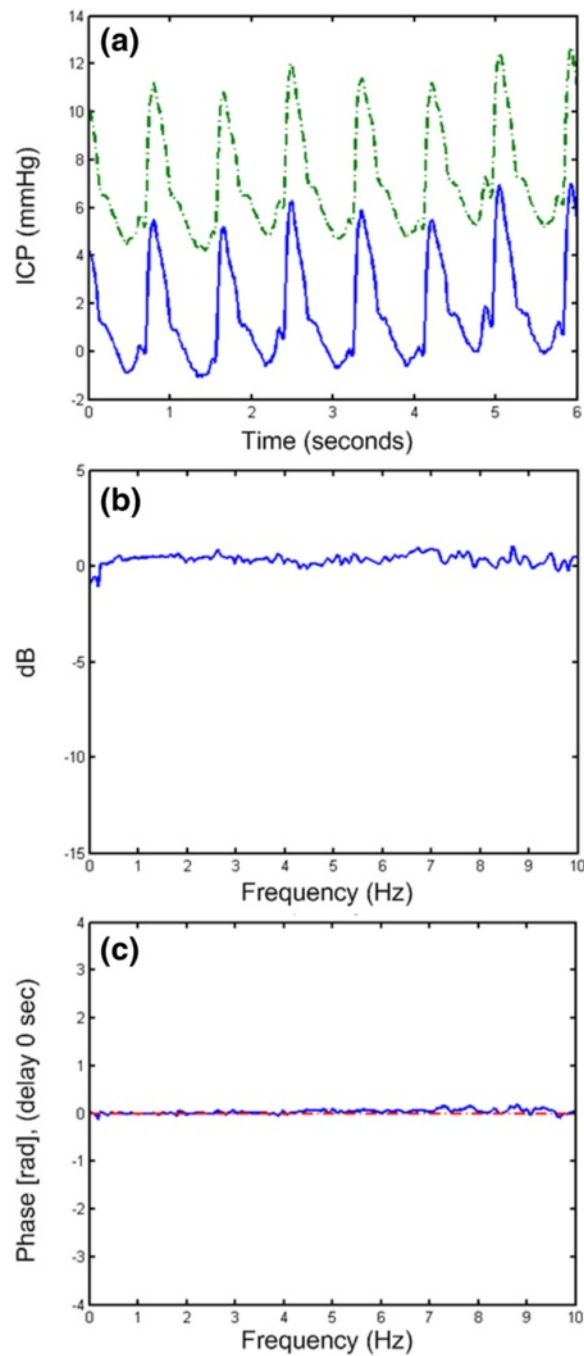 (a)
14
12
10
8
6
4
2
0
-2
ICP (mmHg)
0 1 2 3 4 5 6
Time (seconds)
(b)
5
0
-5
-10
-15
dB
0 1 2 3 4 5 6 7 8 9 10
Frequency (Hz)
(c)
4
3
2
1
0
-1
-2
-3
-4
Phase [rad], (delay 0 sec)
0 1 2 3 4 5 6 7 8 9 10
Frequency (Hz)